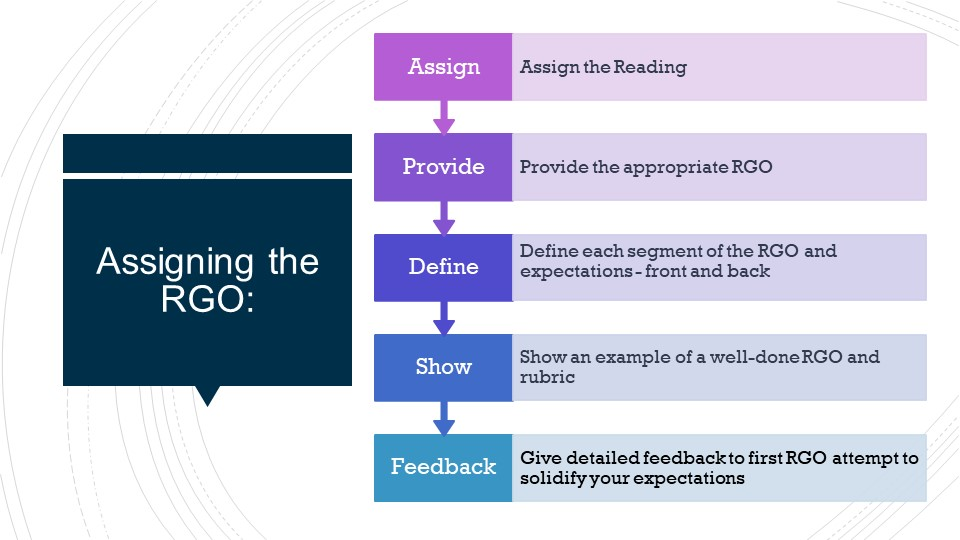 Assigning the
RGO:
Assign
Assign the Reading
Provide
Provide the appropriate RGO
Define
Define each segment of the RGO and
expectations - front and back
Show
Show an example of a well-done RGO and
rubric
Feedback
Give detailed feedback to first RGO attempt to
solidify your expectations